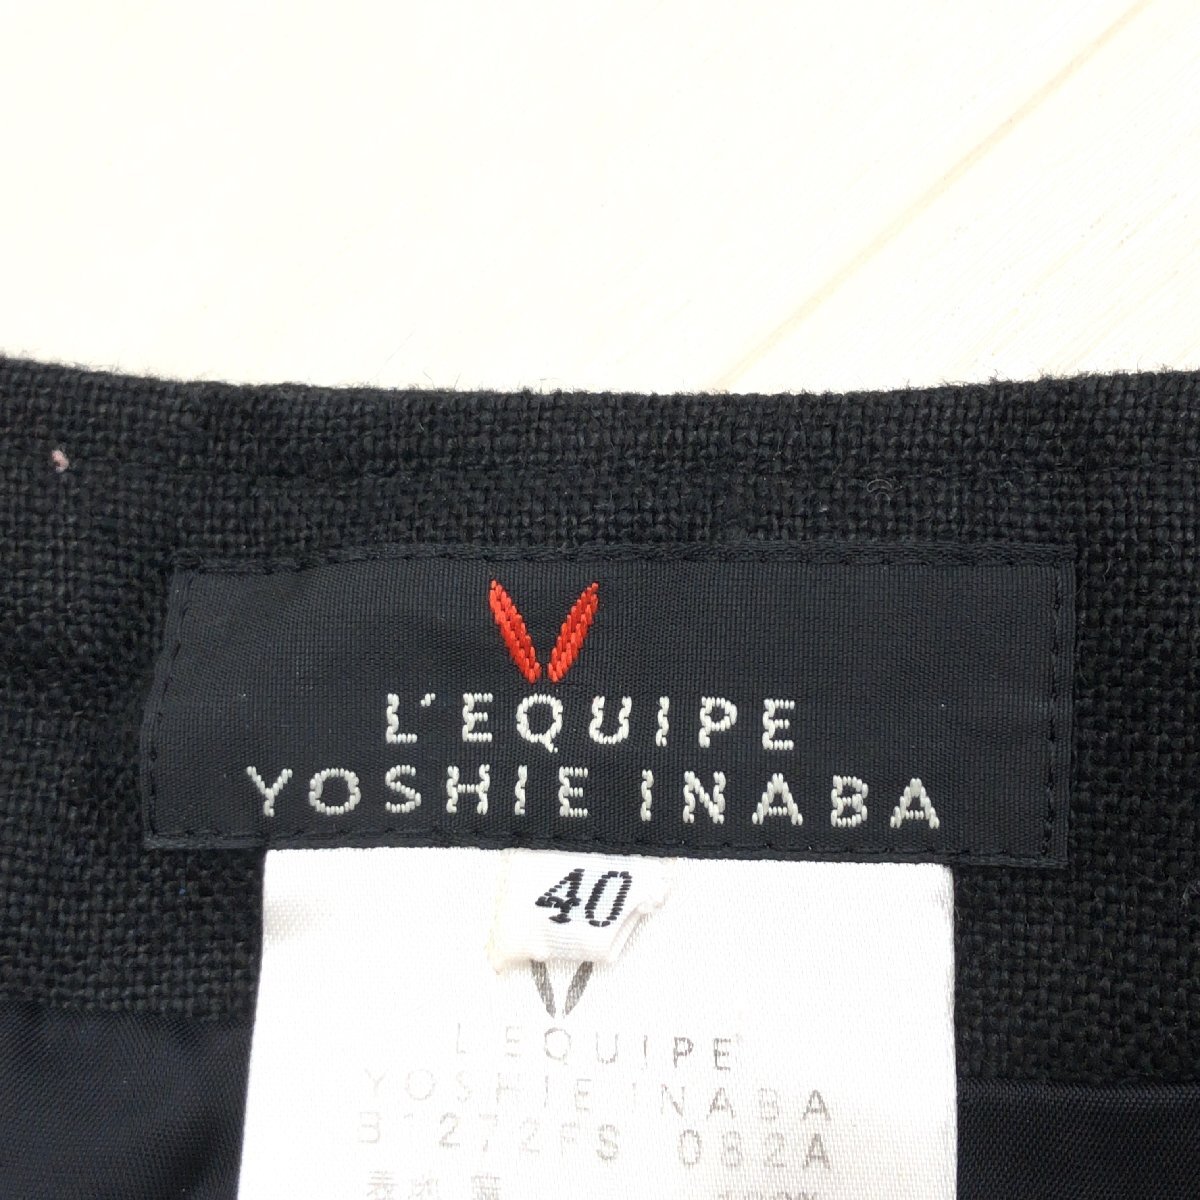 L'EQUIPE
YOSHIE INABA
40
L'EQUIPE
YOSHIE INABA
B1272FS 082A